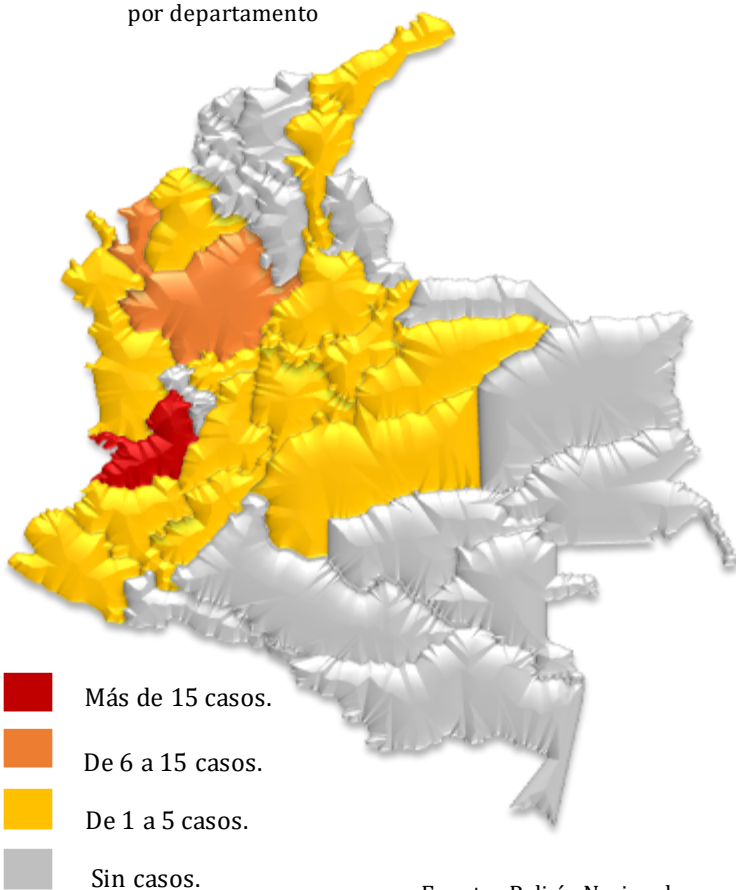 por departamento
Más de 15 casos.
De 6 a 15 casos.
De 1 a 5 casos.
Sin casos.